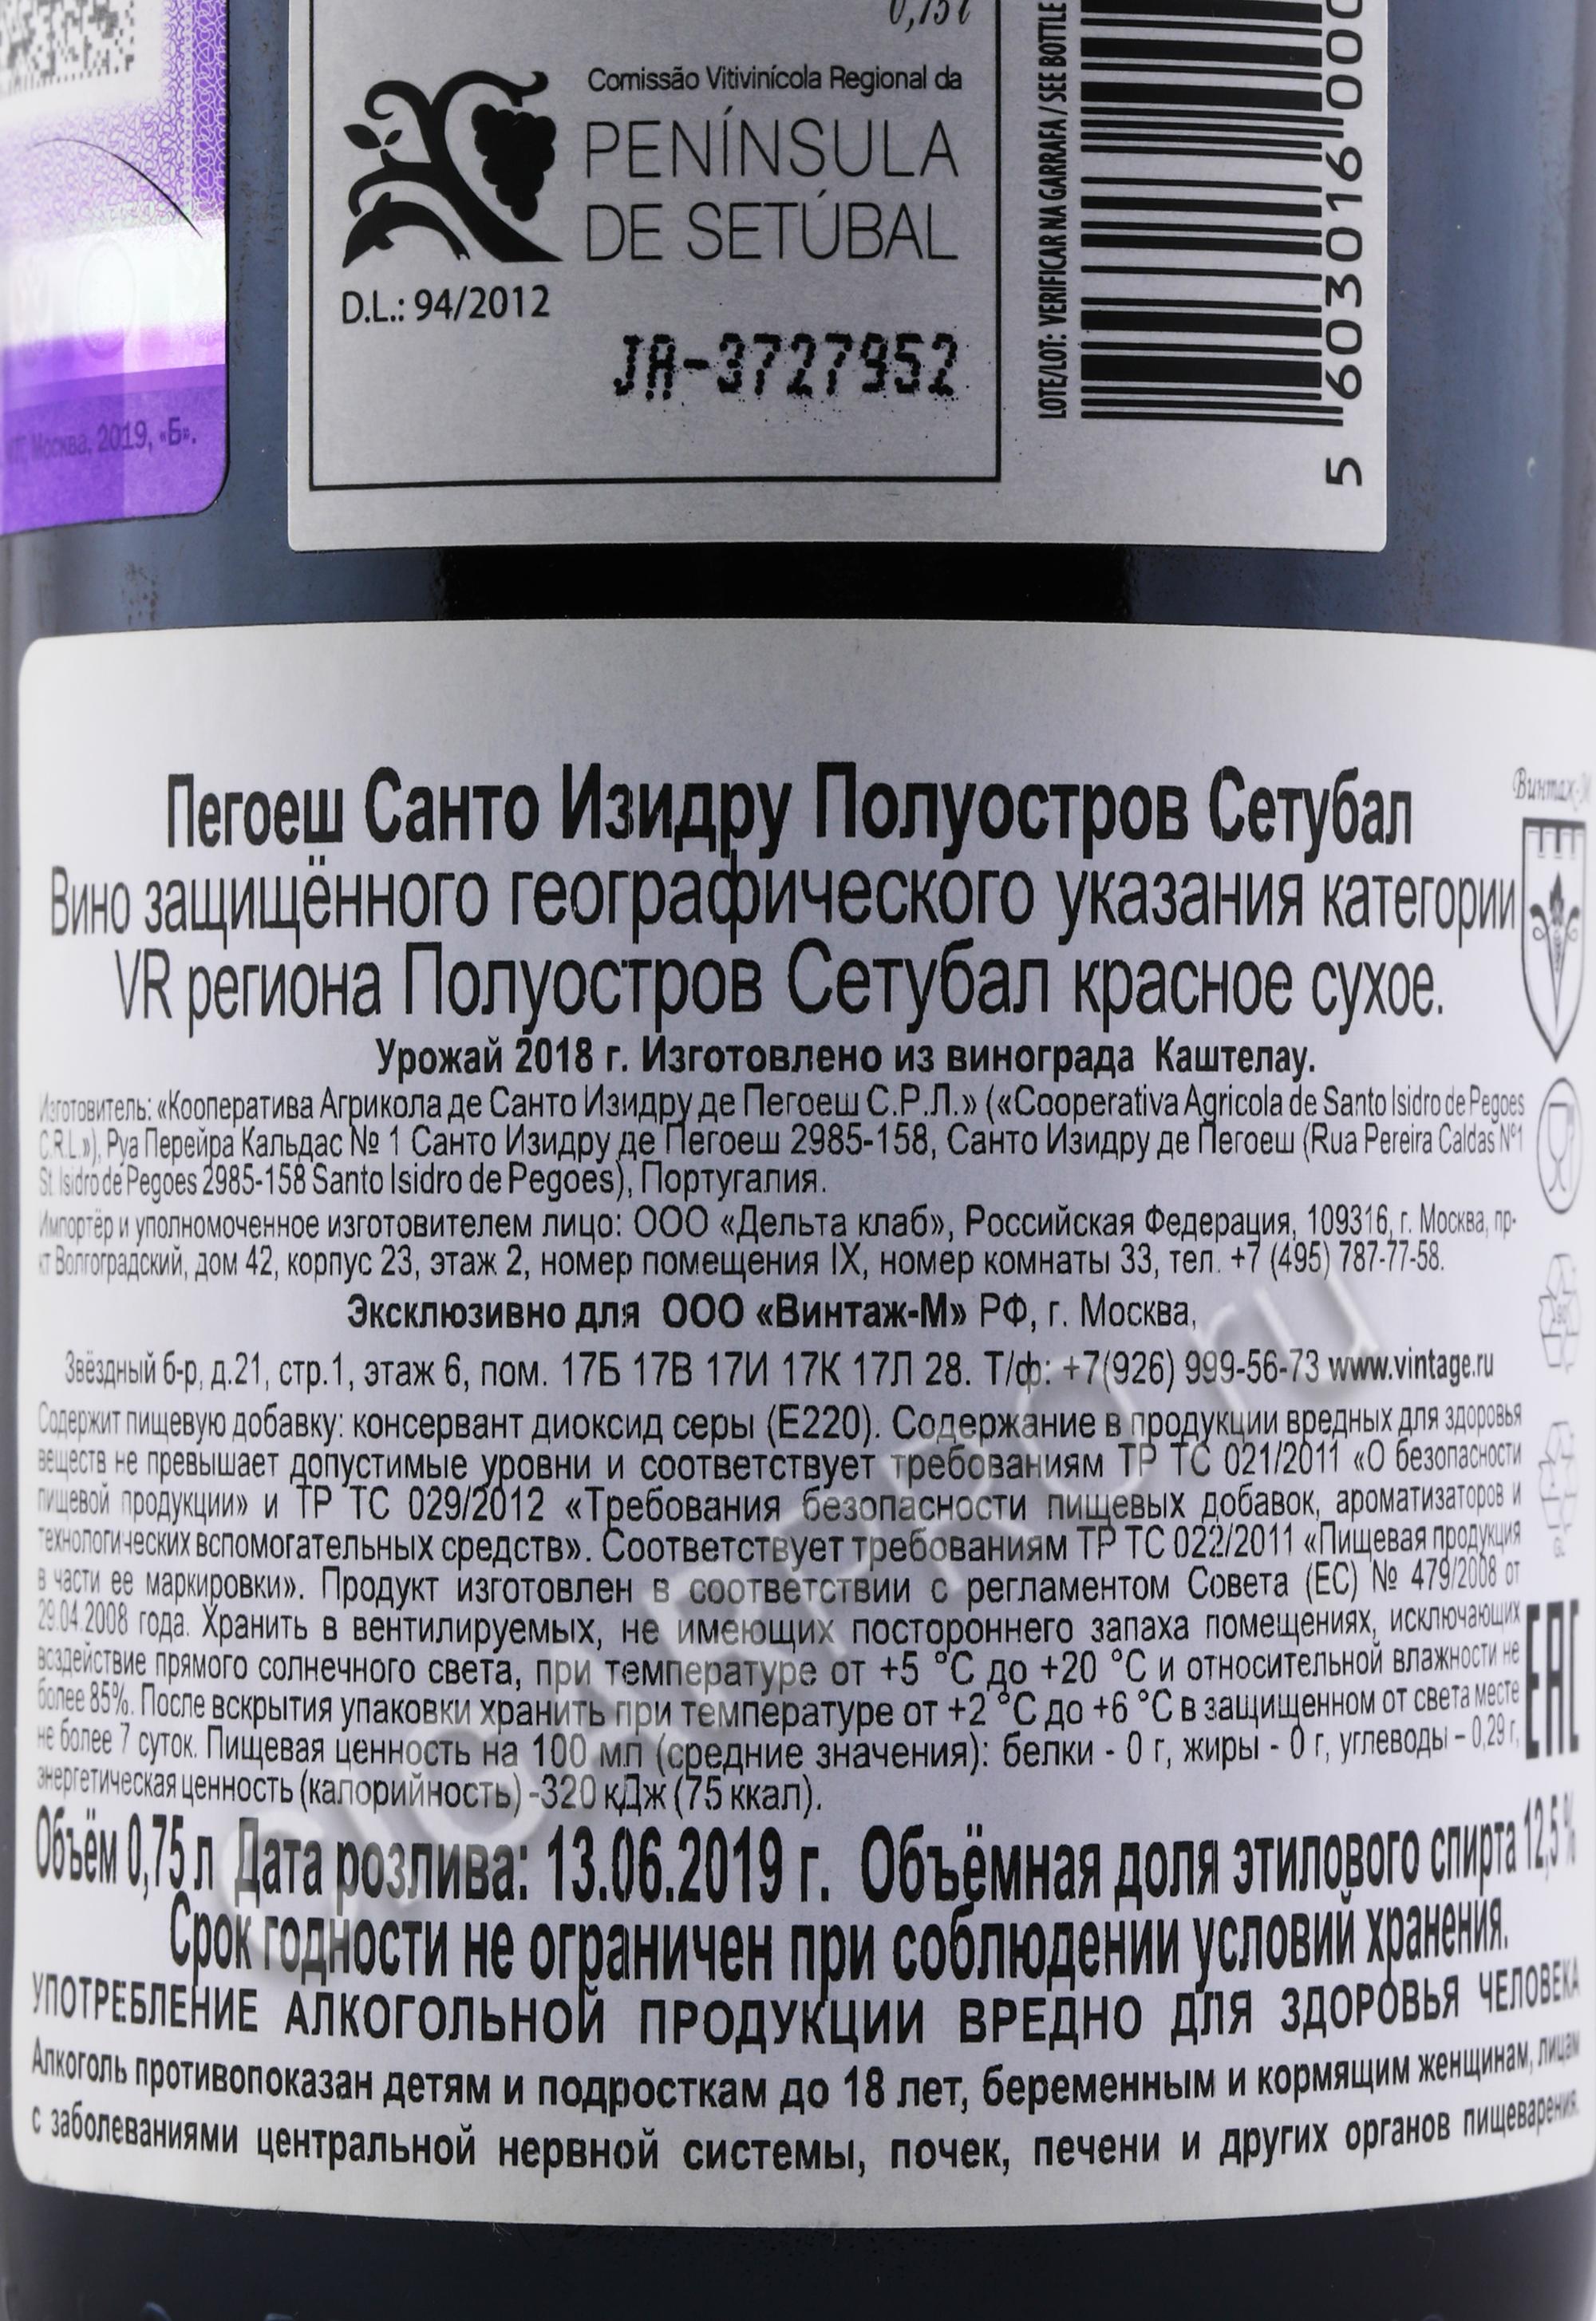 0,75 ℓ
Comissão Vitivinícola Regional da
PENÍNSULA
DE SETÚBAL
D.L.: 94/2012
JA-3727952
LOTE/LOT: VERIFICAR NA GARRAFA / SEE BOTTLE
5 603016 000
Москва, 2019, «Б».
Пегоеш Санто Изидру Полуостров Сетубал
Вино защищённого географического указания категории
VR региона Полуостров Сетубал красное сухое.
Урожай 2018 г. Изготовлено из винограда Каштелау.
Изготовитель: «Кооператива Агрикола де Санто Изидру де Пегоеш С.Р.Л.» («Cooperativa Agricola de Santo Isidro de Pegoes
C.R.L.»), Руа Перейра Кальдас № 1 Санто Изидру де Пегоеш 2985-158, Санто Изидру де Пегоеш (Rua Pereira Caldas Nº1
St. Isidro de Pegoes 2985-158 Santo Isidro de Pegoes), Португалия.
Импортёр и уполномоченное изготовителем лицо: ООО «Дельта клаб», Российская Федерация, 109316, г. Москва, пр-
кт Волгоградский, дом 42, корпус 23, этаж 2, номер помещения IX, номер комнаты 33, тел. +7 (495) 787-77-58.
Эксклюзивно для ООО «Винтаж-М» РФ, г. Москва,
Звёздный б-р, д.21, стр.1, этаж 6, пом. 17Б 17В 17И 17К 17Л 28. Т/ф: +7(926) 999-56-73 www.vintage.ru
Содержит пищевую добавку: консервант диоксид серы (Е220). Содержание в продукции вредных для здоровья
веществ не превышает допустимые уровни и соответствует требованиям ТР ТС 021/2011 «О безопасности
пищевой продукции» и ТР ТС 029/2012 «Требования безопасности пищевых добавок, ароматизаторов и
технологических вспомогательных средств». Соответствует требованиям ТР ТС 022/2011 «Пищевая продукция
в части ее маркировки». Продукт изготовлен в соответствии с регламентом Совета (ЕС) № 479/2008 от
29.04.2008 года. Хранить в вентилируемых, не имеющих постороннего запаха помещениях, исключающих
воздействие прямого солнечного света, при температуре от +5 °С до +20 °С и относительной влажности не
более 85%. После вскрытия упаковки хранить при температуре от +2 °С до +6 °С в защищенном от света месте
не более 7 суток. Пищевая ценность на 100 мл (средние значения): белки - 0 г, жиры - 0 г, углеводы – 0,29 г,
энергетическая ценность (калорийность) -320 кДж (75 ккал).
Объём 0,75 л Дата розлива: 13.06.2019 г. Объёмная доля этилового спирта 12,5 %
Срок годности не ограничен при соблюдении условий хранения.
УПОТРЕБЛЕНИЕ АЛКОГОЛЬНОЙ ПРОДУКЦИИ ВРЕДНО ДЛЯ ЗДОРОВЬЯ ЧЕЛОВЕКА
Алкоголь противопоказан детям и подросткам до 18 лет, беременным и кормящим женщинам, лицам
с заболеваниями центральной нервной системы, почек, печени и других органов пищеварения.
Винтаж-М
ЕАС